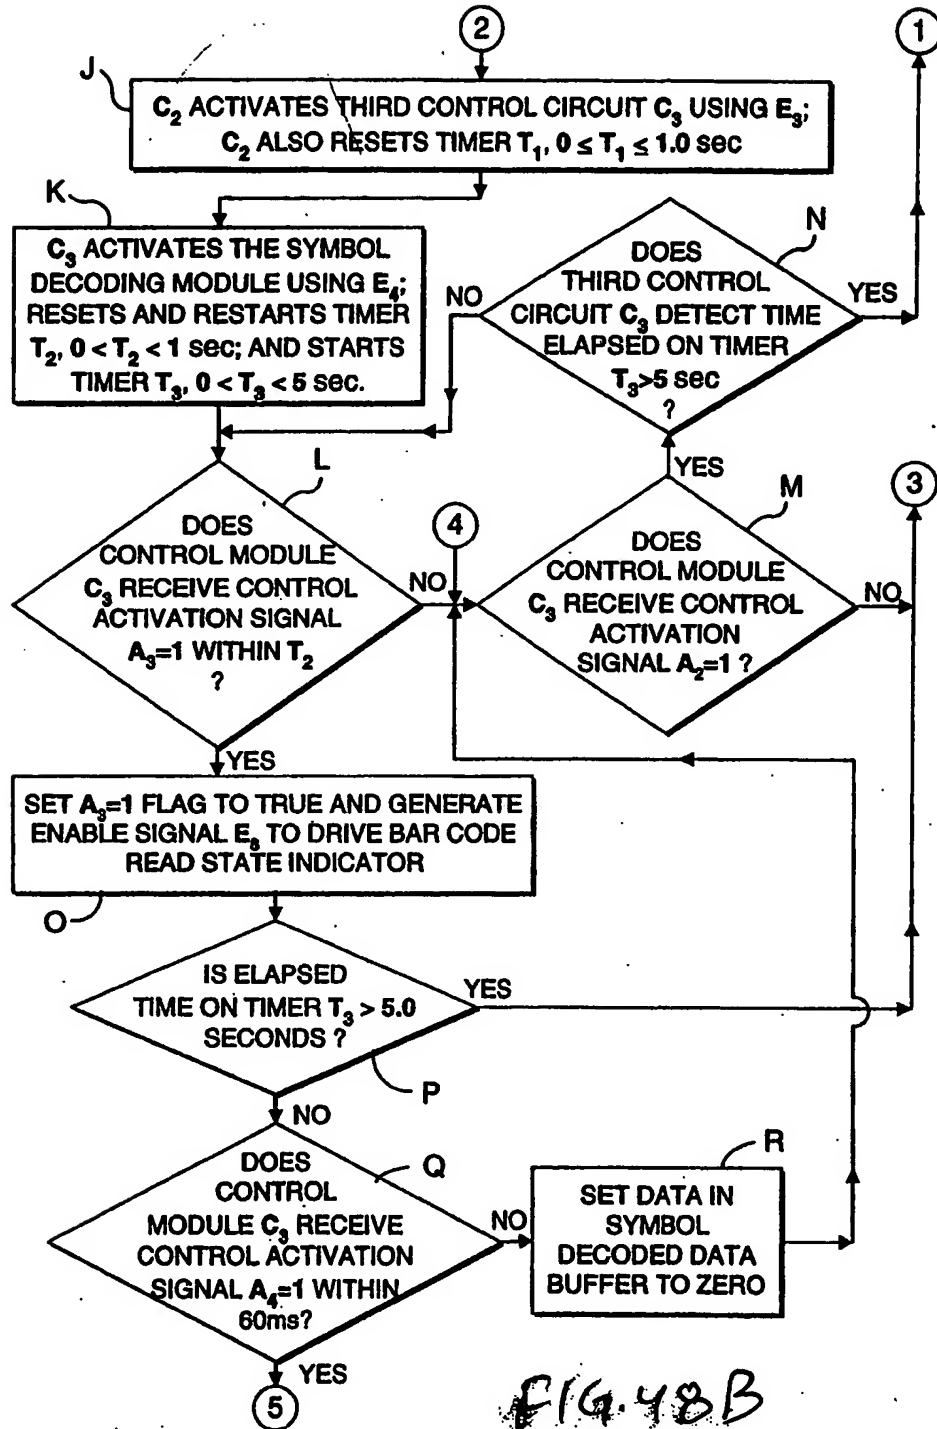 2
1
J
C₂ ACTIVATES THIRD CONTROL CIRCUIT C₃ USING E₃;
C₂ ALSO RESETS TIMER T₁, 0 ≤ T₁ ≤ 1.0 sec
K
C₃ ACTIVATES THE SYMBOL
DECODING MODULE USING E₄;
RESETS AND RESTARTS TIMER
T₂, 0 < T₂ < 1 sec; AND STARTS
TIMER T₃, 0 < T₃ < 5 sec.
N
DOES
THIRD CONTROL
CIRCUIT C₃ DETECT TIME
ELAPSED ON TIMER
T₃>5 sec
?
NO
YES
L
DOES
CONTROL MODULE
C₃ RECEIVE CONTROL
ACTIVATION SIGNAL
A₃=1 WITHIN T₂
?
NO
4
YES
M
DOES
CONTROL MODULE
C₃ RECEIVE CONTROL
ACTIVATION
SIGNAL A₂=1 ?
NO
3
YES
SET A₃=1 FLAG TO TRUE AND GENERATE
ENABLE SIGNAL E₈ TO DRIVE BAR CODE
READ STATE INDICATOR
O
IS ELAPSED
TIME ON TIMER T₃ > 5.0
SECONDS ?
YES
P
NO
DOES
CONTROL
MODULE C₃ RECEIVE
CONTROL ACTIVATION
SIGNAL A₄=1 WITHIN
60ms?
Q
NO
R
SET DATA IN
SYMBOL
DECODED DATA
BUFFER TO ZERO
YES
5
FIG. 48B